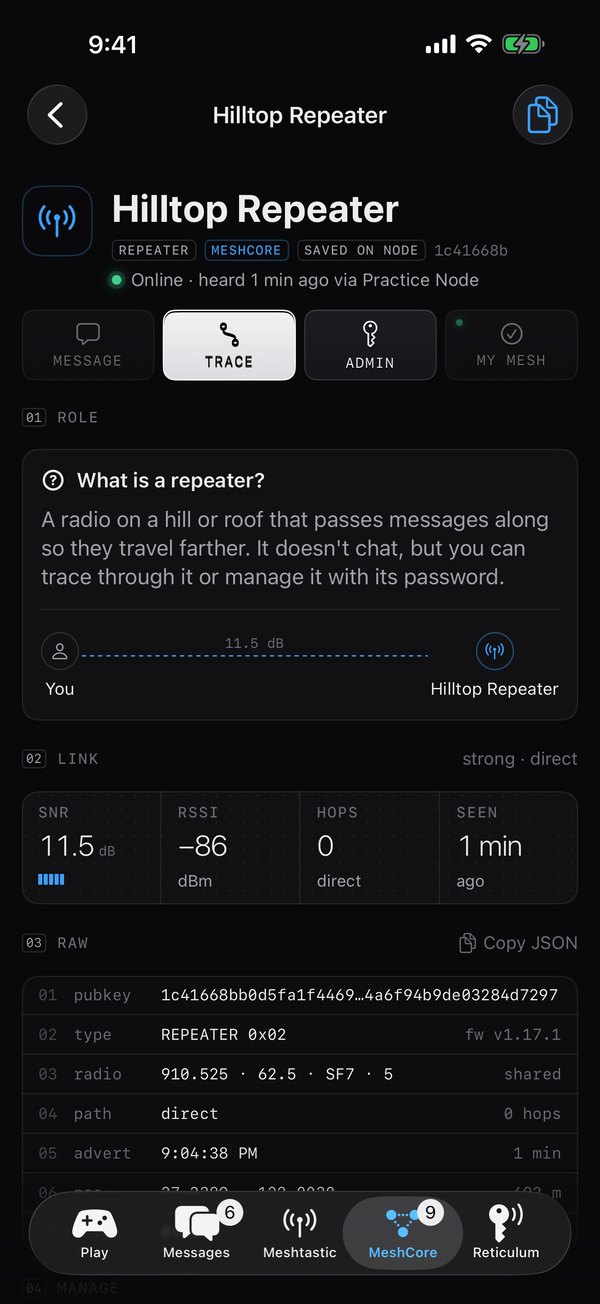 9:41
Hilltop Repeater
Hilltop Repeater
REPEATER MESHCORE SAVED ON NODE 1c41668b
Online · heard 1 min ago via Practice Node
MESSAGE TRACE ADMIN MY MESH
01 ROLE
What is a repeater?
A radio on a hill or roof that passes messages along
so they travel farther. It doesn't chat, but you can
trace through it or manage it with its password.
11.5 dB
You Hilltop Repeater
02 LINK strong · direct
SNR RSSI HOPS SEEN
11.5 dB −86 0 1 min
dBm direct ago
03 RAW Copy JSON
01 pubkey 1c41668bb0d5fa1f4469…4a6f94b9de03284d7297
02 type REPEATER 0x02 fw v1.17.1
03 radio 910.525 · 62.5 · SF7 · 5 shared
04 path direct 0 hops
05 advert 9:04:38 PM 1 min
06
6 9
Play Messages Meshtastic MeshCore Reticulum
04 MANAGE